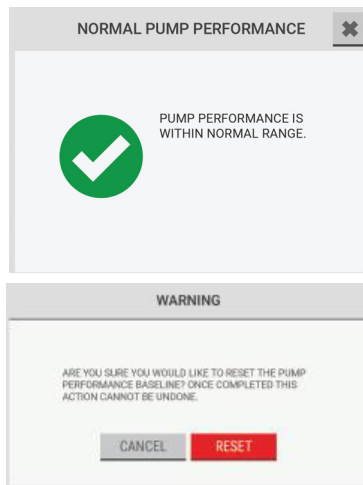 NORMAL PUMP PERFORMANCE
PUMP PERFORMANCE IS
WITHIN NORMAL RANGE.
WARNING
ARE YOU SURE YOU WOULD LIKE TO RESET THE PUMP
PERFORMANCE BASELINE? ONCE COMPLETED THIS
ACTION CANNOT BE UNDONE.
CANCEL RESET